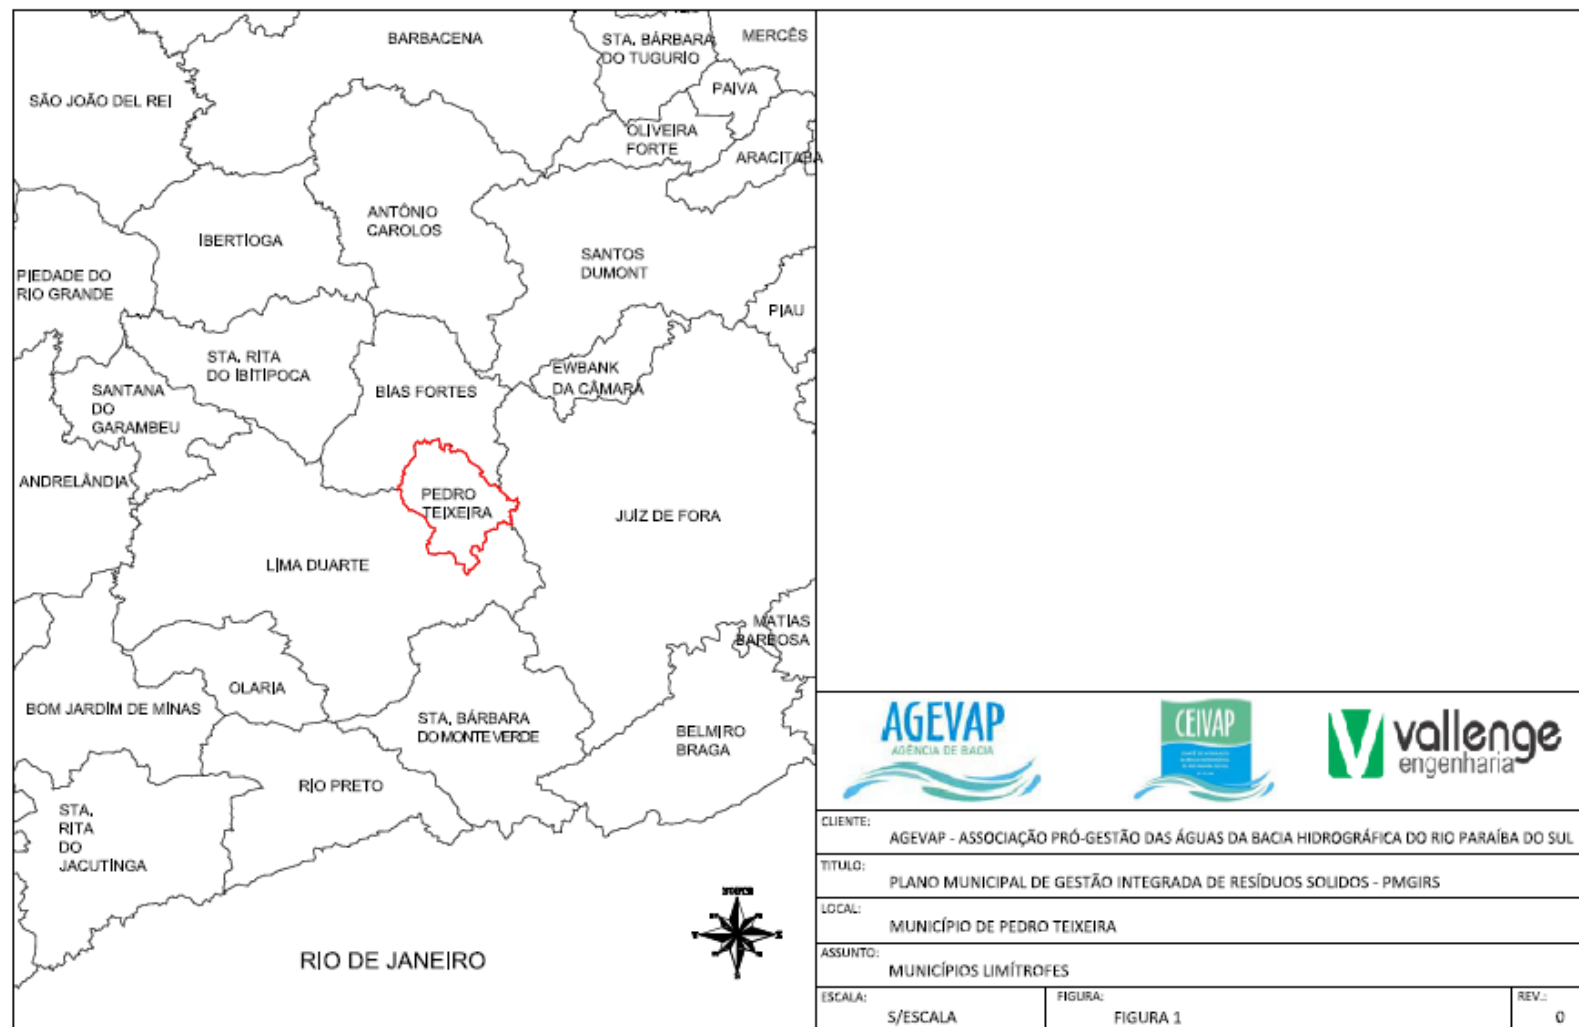 BARBACENA
STA. BÁRBARA
DO TUGURIO
MERCÊS
SÃO JOÃO DEL REI
PAIVA
OLIVEIRA
FORTE
ARACITABA
ANTÔNIO
CAROLOS
IBERTIOGA
SANTOS
DUMONT
PIEDADE DO
RIO GRANDE
PIAU
STA. RITA
DO IBITIPOCA
EWBANK
DA CÂMARA
BIAS FORTES
SANTANA
DO
GARAMBEU
ANDRELÂNDIA
PEDRO
TEIXEIRA
JUIZ DE FORA
LIMA DUARTE
MATIAS
BARBOSA
OLARIA
BOM JARDIM DE MINAS
STA. BÁRBARA
DO MONTE VERDE
BELMIRO
BRAGA
RIO PRETO
STA.
RITA
DO
JACUTINGA
RIO DE JANEIRO
AGEVAP
AGÊNCIA DE BACIA
CEIVAP
vallenge
engenharia
CLIENTE:
AGEVAP - ASSOCIAÇÃO PRÓ-GESTÃO DAS ÁGUAS DA BACIA HIDROGRÁFICA DO RIO PARAÍBA DO SUL
TITULO:
PLANO MUNICIPAL DE GESTÃO INTEGRADA DE RESÍDUOS SOLIDOS - PMGIRS
LOCAL:
MUNICÍPIO DE PEDRO TEIXEIRA
ASSUNTO:
MUNICÍPIOS LIMÍTROFES
ESCALA:
S/ESCALA
FIGURA:
FIGURA 1
REV.:
0